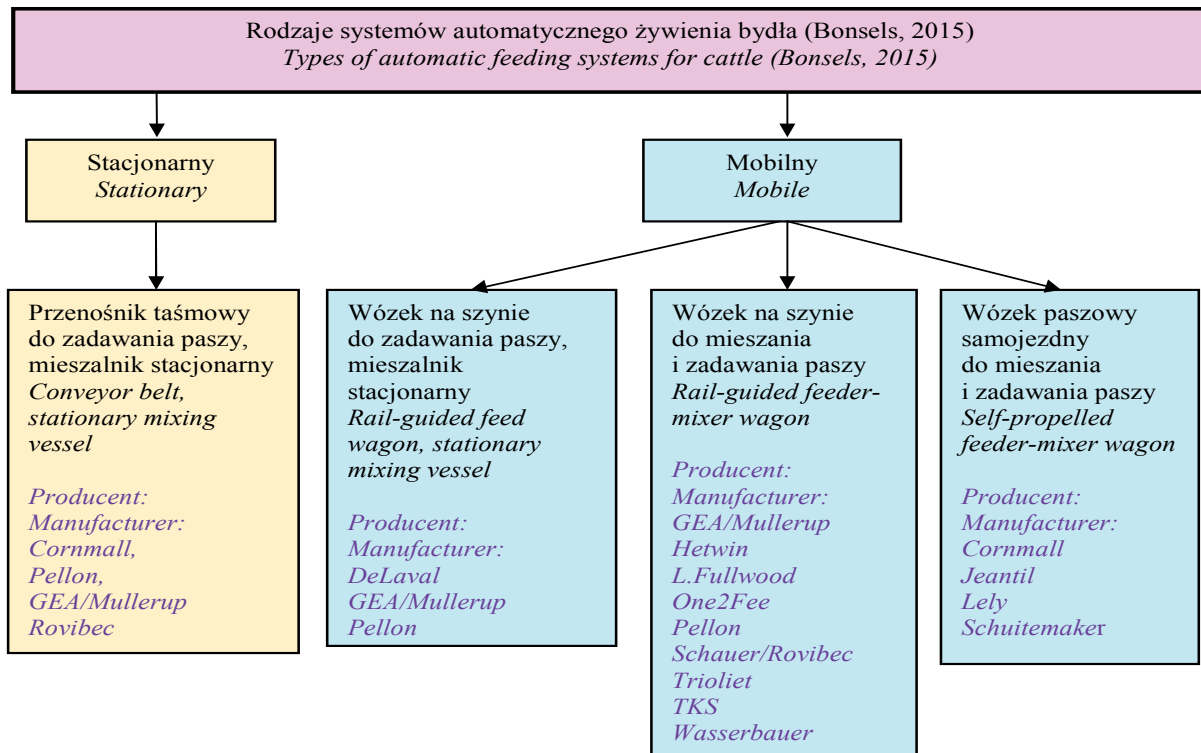 Rodzaje systemów automatycznego żywienia bydła (Bonsels, 2015)
Types of automatic feeding systems for cattle (Bonsels, 2015)
Stacjonarny
Stationary
Mobilny
Mobile
Przenośnik taśmowy
do zadawania paszy,
mieszalnik stacjonarny
Conveyor belt,
stationary mixing
vessel
Producent:
Manufacturer:
Cornmall,
Pellon,
GEA/Mullerup
Rovibec
Wózek na szynie
do zadawania paszy,
mieszalnik
stacjonarny
Rail-guided feed
wagon, stationary
mixing vessel
Producent:
Manufacturer:
DeLaval
GEA/Mullerup
Pellon
Wózek na szynie
do mieszania
i zadawania paszy
Rail-guided feeder-
mixer wagon
Producent:
Manufacturer:
GEA/Mullerup
Hetwin
L.Fullwood
One2Fee
Pellon
Schauer/Rovibec
Trioliet
TKS
Wasserbauer
Wózek paszowy
samojezdny
do mieszania
i zadawania paszy
Self-propelled
feeder-mixer wagon
Producent:
Manufacturer:
Cornmall
Jeantil
Lely
Schuitemaker